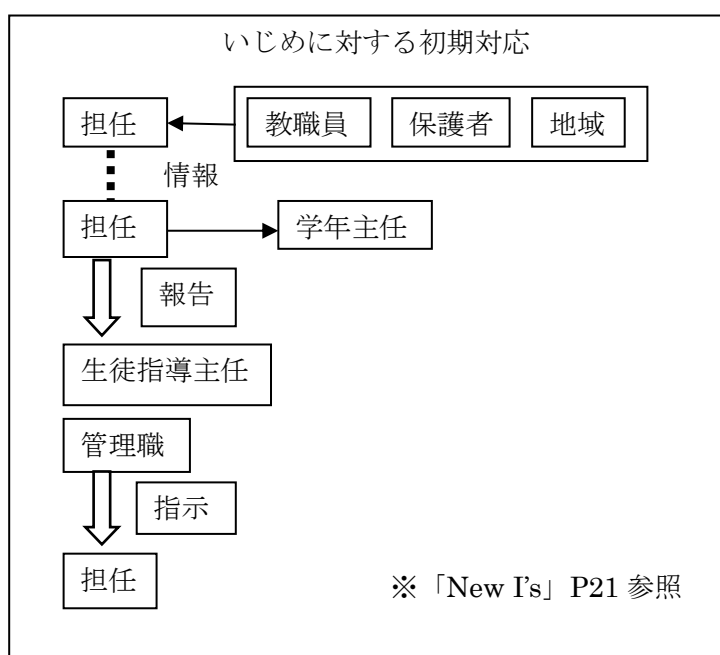 いじめに対する初期対応
担任 教職員 保護者 地域
情報
担任 学年主任
報告
生徒指導主任
管理職
指示
担任
※「New I's」P21 参照